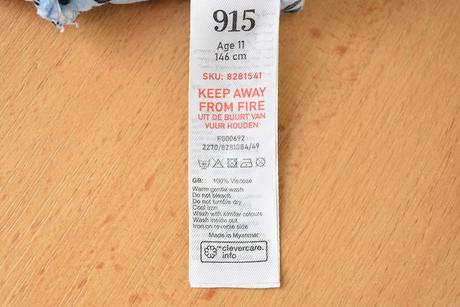 915
Age 11
146 cm
SKU: 8281541
KEEP AWAY
FROM FIRE
UIT DE BUURT VAN
VUUR HOUDEN
F000692
2270/8281084/49
GB: 100% Viscose
Warm gentle wash
Do not bleach
Do not tumble dry
Cool iron
Wash with similar colours
Wash inside out
Iron on reverse side
Made in Myanmar
clevercare.
info